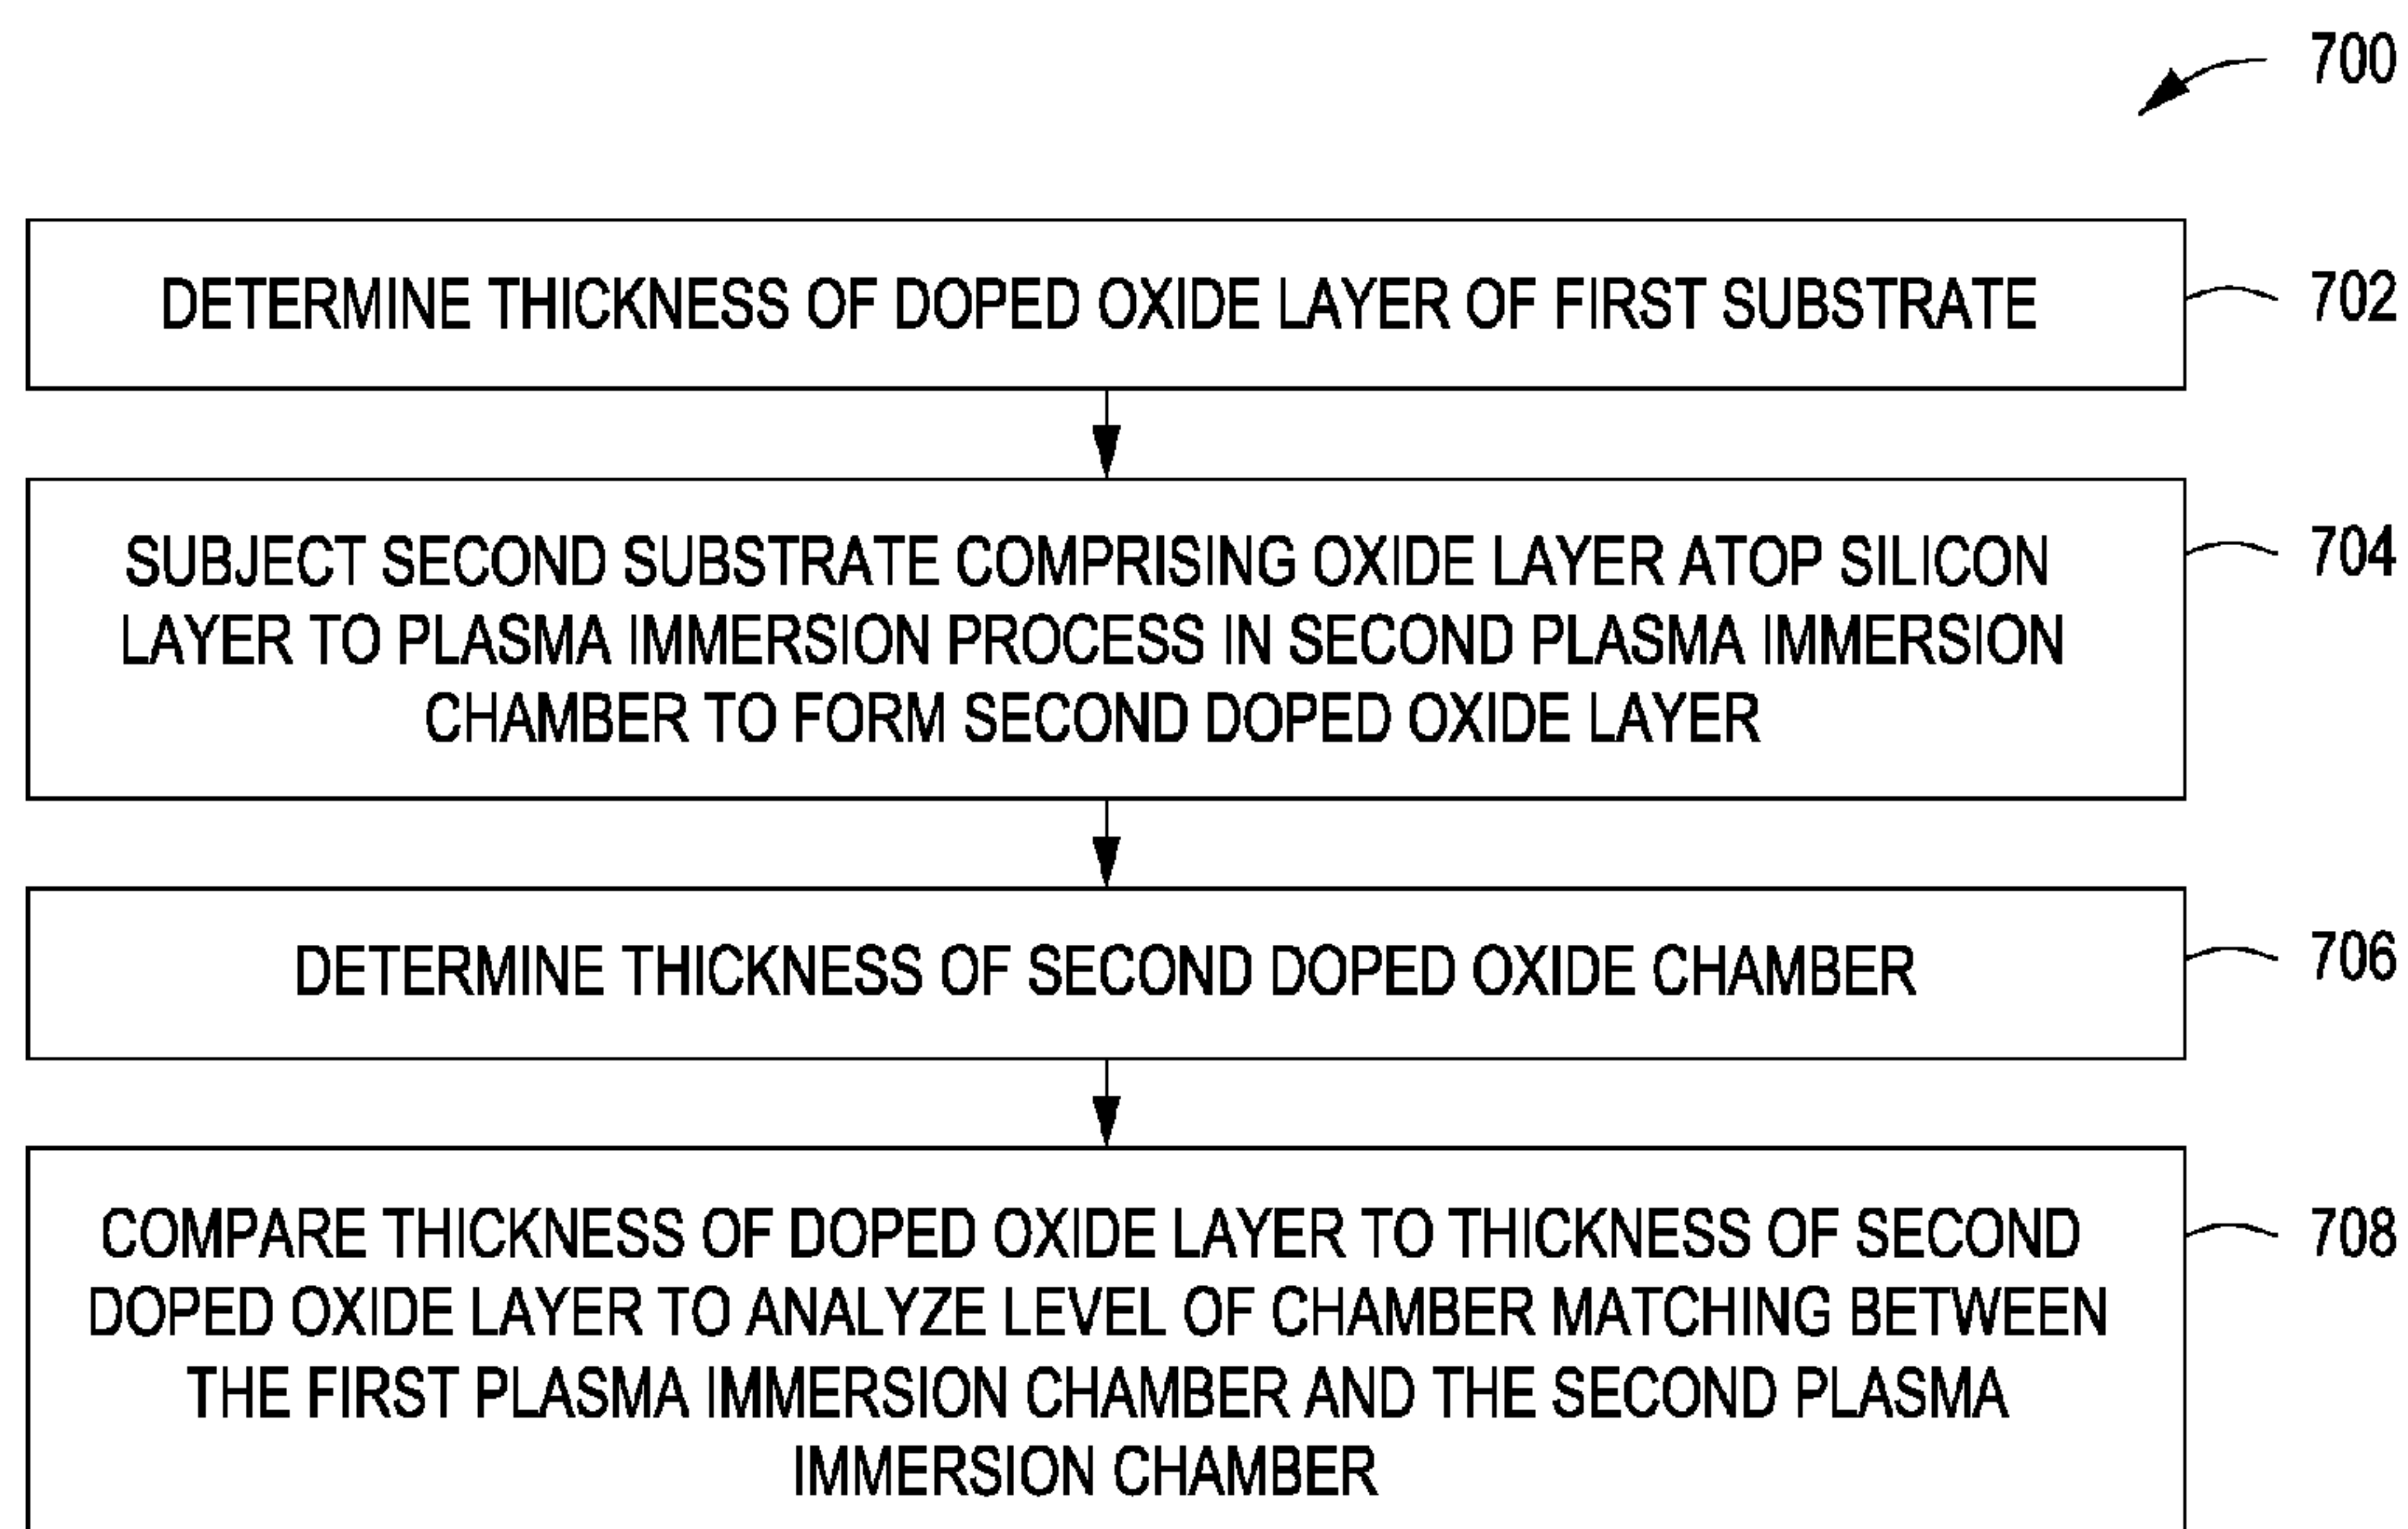 700
DETERMINE THICKNESS OF DOPED OXIDE LAYER OF FIRST SUBSTRATE
702
SUBJECT SECOND SUBSTRATE COMPRISING OXIDE LAYER ATOP SILICON
704
LAYER TO PLASMA IMMERSION PROCESS IN SECOND PLASMA IMMERSION
CHAMBER TO FORM SECOND DOPED OXIDE LAYER
DETERMINE THICKNESS OF SECOND DOPED OXIDE CHAMBER
706
COMPARE THICKNESS OF DOPED OXIDE LAYER TO THICKNESS OF SECOND
708
DOPED OXIDE LAYER TO ANALYZE LEVEL OF CHAMBER MATCHING BETWEEN
THE FIRST PLASMA IMMERSION CHAMBER AND THE SECOND PLASMA
IMMERSION CHAMBER